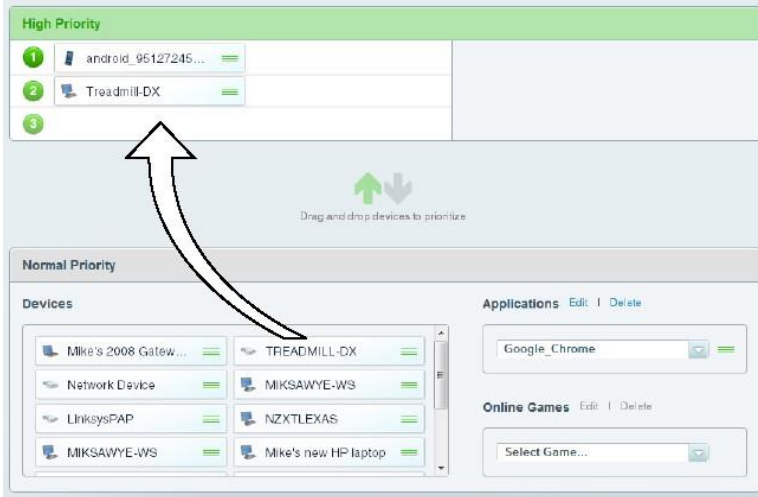 High Priority
1 android_95127245...
2 Treadmill-DX
3
Drag and drop devices to prioritize
Normal Priority
Devices
Mike's 2008 Gatew...
TREADMILL-DX
Network Device
MIKSAWYE-WS
LinksysPAP
NZXTLEXAS
MIKSAWYE-WS
Mike's new HP laptop
Applications Edit | Delete
Google_Chrome
Online Games Edit | Delete
Select Game...